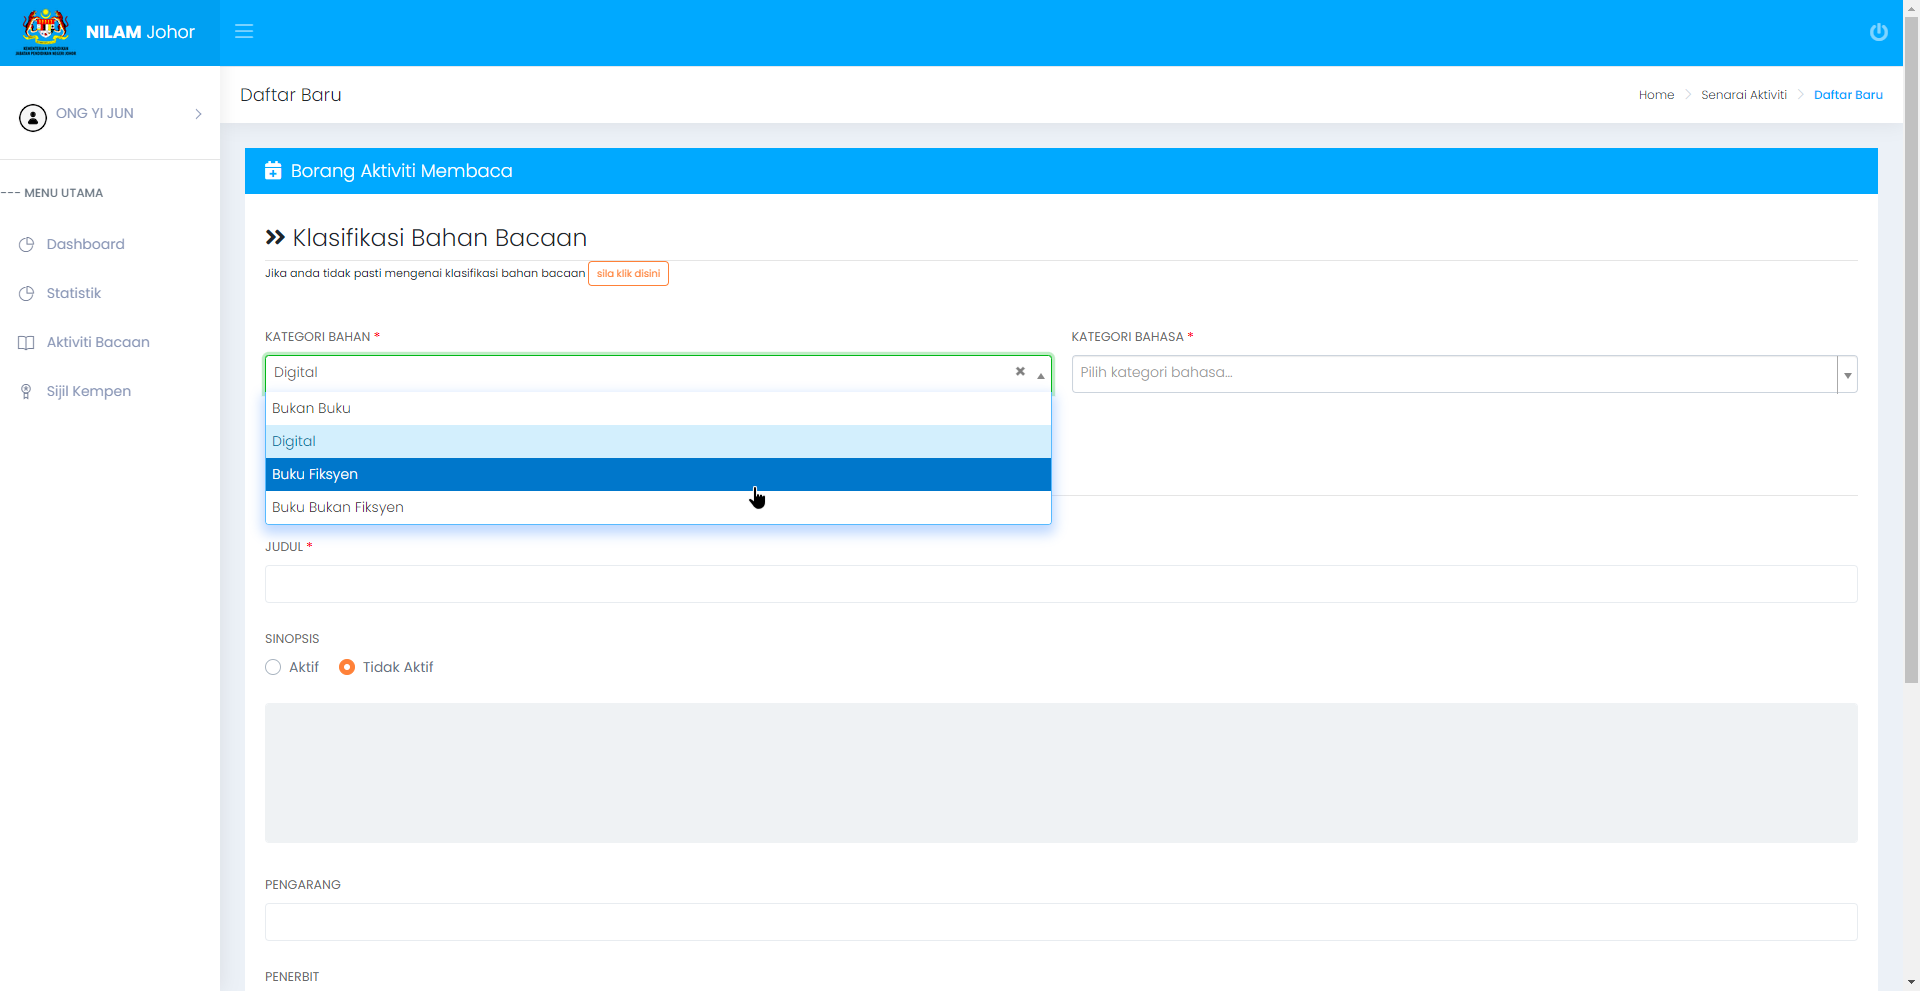 NILAM Johor
Daftar Baru
Home
Senarai Aktiviti
Daftar Baru
ONG YI JUN
--- MENU UTAMA
Dashboard
Statistik
Aktiviti Bacaan
Sijil Kempen
Borang Aktiviti Membaca
Klasifikasi Bahan Bacaan
Jika anda tidak pasti mengenai klasifikasi bahan bacaan sila klik disini
KATEGORI BAHAN *
KATEGORI BAHASA *
Digital
Pilih kategori bahasa...
Bukan Buku
Digital
Buku Fiksyen
Buku Bukan Fiksyen
JUDUL *
SINOPSIS
Aktif
Tidak Aktif
PENGARANG
PENERBIT